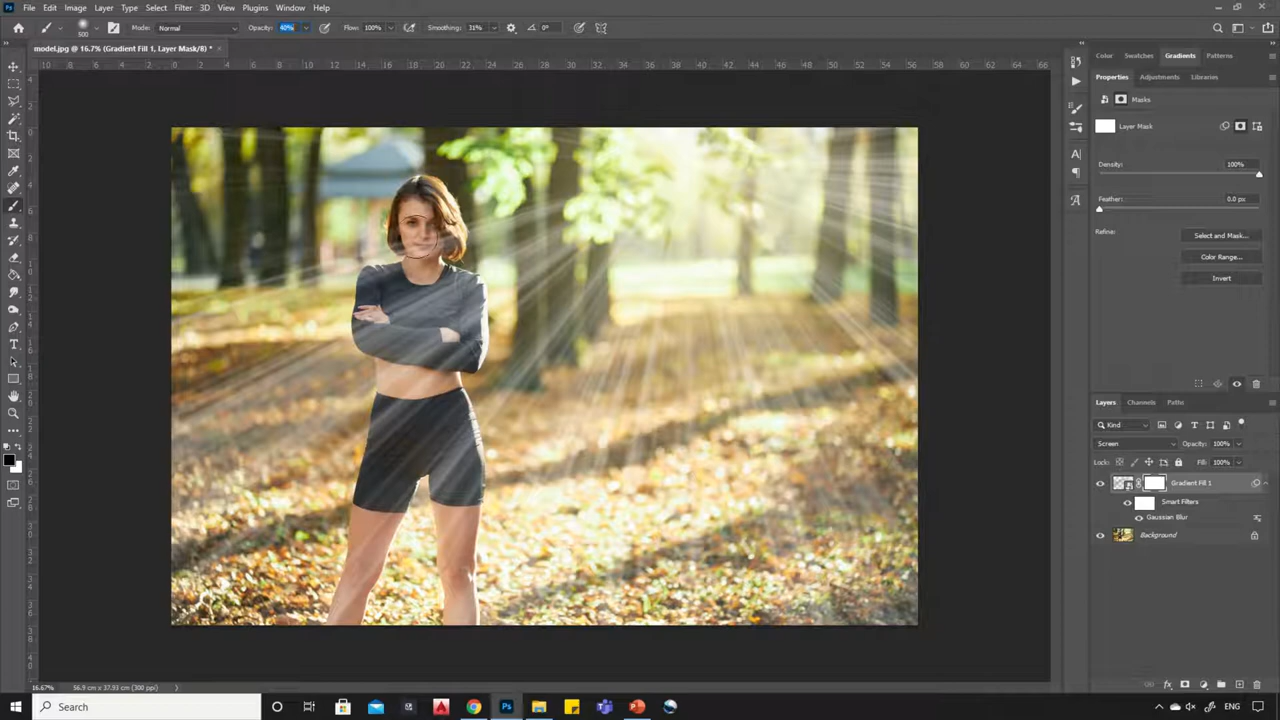 File Edit Image Layer Type Select Filter 3D View Plugins Window Help
500 Mode: Normal Opacity: 40% Flow: 100% Smoothing: 31% 0°
model.jpg @ 16.7% (Gradient Fill 1, Layer Mask/8) *
Color Swatches Gradients Patterns
Properties Adjustments Libraries
Masks
Layer Mask
Density: 100%
Feather: 0.0 px
Refine: Select and Mask...
Color Range...
Invert
Layers Channels Paths
Kind
Screen Opacity: 100%
Lock: Fill: 100%
Gradient Fill 1
Smart Filters
Gaussian Blur
Background
16.67% 56.9 cm x 37.93 cm (300 ppi)
Search
ENG